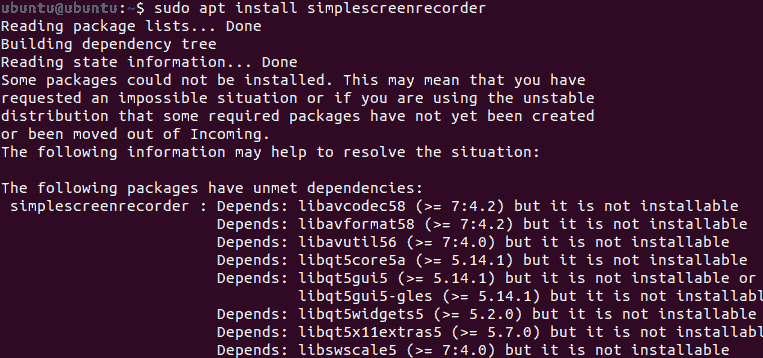 ubuntu@ubuntu:~$ sudo apt install simplescreenrecorder
Reading package lists... Done
Building dependency tree
Reading state information... Done
Some packages could not be installed. This may mean that you have
requested an impossible situation or if you are using the unstable
distribution that some required packages have not yet been created
or been moved out of Incoming.
The following information may help to resolve the situation:

The following packages have unmet dependencies:
 simplescreenrecorder : Depends: libavcodec58 (>= 7:4.2) but it is not installable
                        Depends: libavformat58 (>= 7:4.2) but it is not installable
                        Depends: libavutil56 (>= 7:4.0) but it is not installable
                        Depends: libqt5core5a (>= 5.14.1) but it is not installable
                        Depends: libqt5gui5 (>= 5.14.1) but it is not installable or
                                 libqt5gui5-gles (>= 5.14.1) but it is not installabl
                        Depends: libqt5widgets5 (>= 5.2.0) but it is not installable
                        Depends: libqt5x11extras5 (>= 5.7.0) but it is not installabl
                        Depends: libswscale5 (>= 7:4.0) but it is not installable